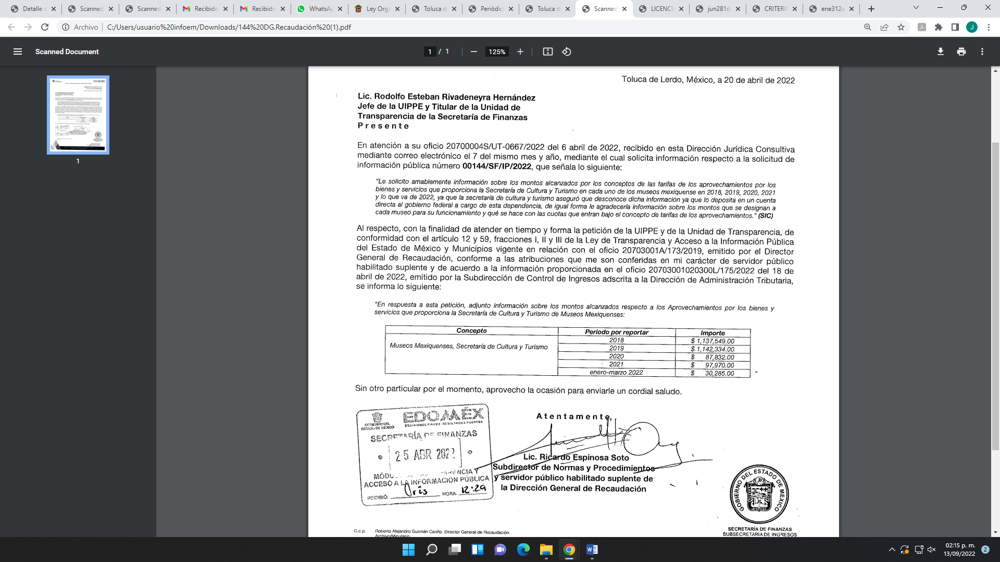 Detalle d
Scanned
Scanned
Recibido
Recibido
WhatsAp
Ley Orga
Toluca d
Periódic
Toluca d
Scanned
LICENCI
jun281d
CRITERIC
ene312a
Archivo
C:/Users/usuario%20infoem/Downloads/144%20DG.Recaudación%20(1).pdf
J
Scanned Document
1 / 1
125%
1
Toluca de Lerdo, México, a 20 de abril de 2022
Lic. Rodolfo Esteban Rivadeneyra Hernández
Jefe de la UIPPE y Titular de la Unidad de
Transparencia de la Secretaría de Finanzas
P r e s e n t e
En atención a su oficio 20700004S/UT-0667/2022 del 6 abril de 2022, recibido en esta Dirección Jurídica Consultiva
mediante correo electrónico el 7 del mismo mes y año, mediante el cual solicita información respecto a la solicitud de
información pública número 00144/SF/IP/2022, que señala lo siguiente:
"Le solicito amablemente información sobre los montos alcanzados por los conceptos de las tarifas de los aprovechamientos por los
bienes y servicios que proporciona la Secretaría de Cultura y Turismo en cada uno de los museos mexiquense en 2018, 2019, 2020, 2021
y lo que va de 2022, ya que la secretaría de cultura y turismo aseguró que desconoce dicha información ya que lo deposita en un cuenta
directa al gobierno federal a cargo de esta dependencia, de igual forma le agradecería información sobre los montos que se designan a
cada museo para su funcionamiento y qué se hace con las cuotas que entran bajo el concepto de tarifas de los aprovechamientos." (SIC)
Al respecto, con la finalidad de atender en tiempo y forma la petición de la UIPPE y de la Unidad de Transparencia, de
conformidad con el artículo 12 y 59, fracciones I, II y III de la Ley de Transparencia y Acceso a la Información Pública
del Estado de México y Municipios vigente en relación con el oficio 20703001A/173/2019, emitido por el Director
General de Recaudación, conforme a las atribuciones que me son conferidas en mi carácter de servidor público
habilitado suplente y de acuerdo a la información proporcionada en el oficio 20703001020300L/175/2022 del 18 de
abril de 2022, emitido por la Subdirección de Control de Ingresos adscrita a la Dirección de Administración Tributaria,
se informa lo siguiente:
"En respuesta a esta petición, adjunto información sobre los montos alcanzados respecto a los Aprovechamientos por los bienes y
servicios que proporciona la Secretaría de Cultura y Turismo de Museos Mexiquenses:
Concepto Periodo por reportar Importe
Museos Mexiquenses, Secretaría de Cultura y Turismo
2018 $ 1,137,549.00
2019 $ 1,142,334.00
2020 $ 87,832.00
2021 $ 97,970.00
enero-marzo 2022 $ 30,285.00 "
Sin otro particular por el momento, aprovecho la ocasión para enviarle un cordial saludo.
GOBIERNO DEL
ESTADO DE MÉXICO
EDOMÉX
DECISIONES FIRMES, RESULTADOS FUERTES
SECRETARÍA DE FINANZAS
25 ABR 2022
ACCESO A LA INFORMACION PÚBLICA
RECIBIÓ: HORA. 12:29
A t e n t a m e n t e,
Lic. Ricardo Espinosa Soto
Subdirector de Normas y Procedimientos
y servidor público habilitado suplente de
la Dirección General de Recaudación
GOBIERNO DEL ESTADO DE MÉXICO
SECRETARÍA DE FINANZAS
SUBSECRETARÍA DE INGRESOS
C.c.p. Roberto Alejandro Guzmán Cariño. Director General de Recaudación.
Archivo/Minutario
02:15 p. m.
13/09/2022
2